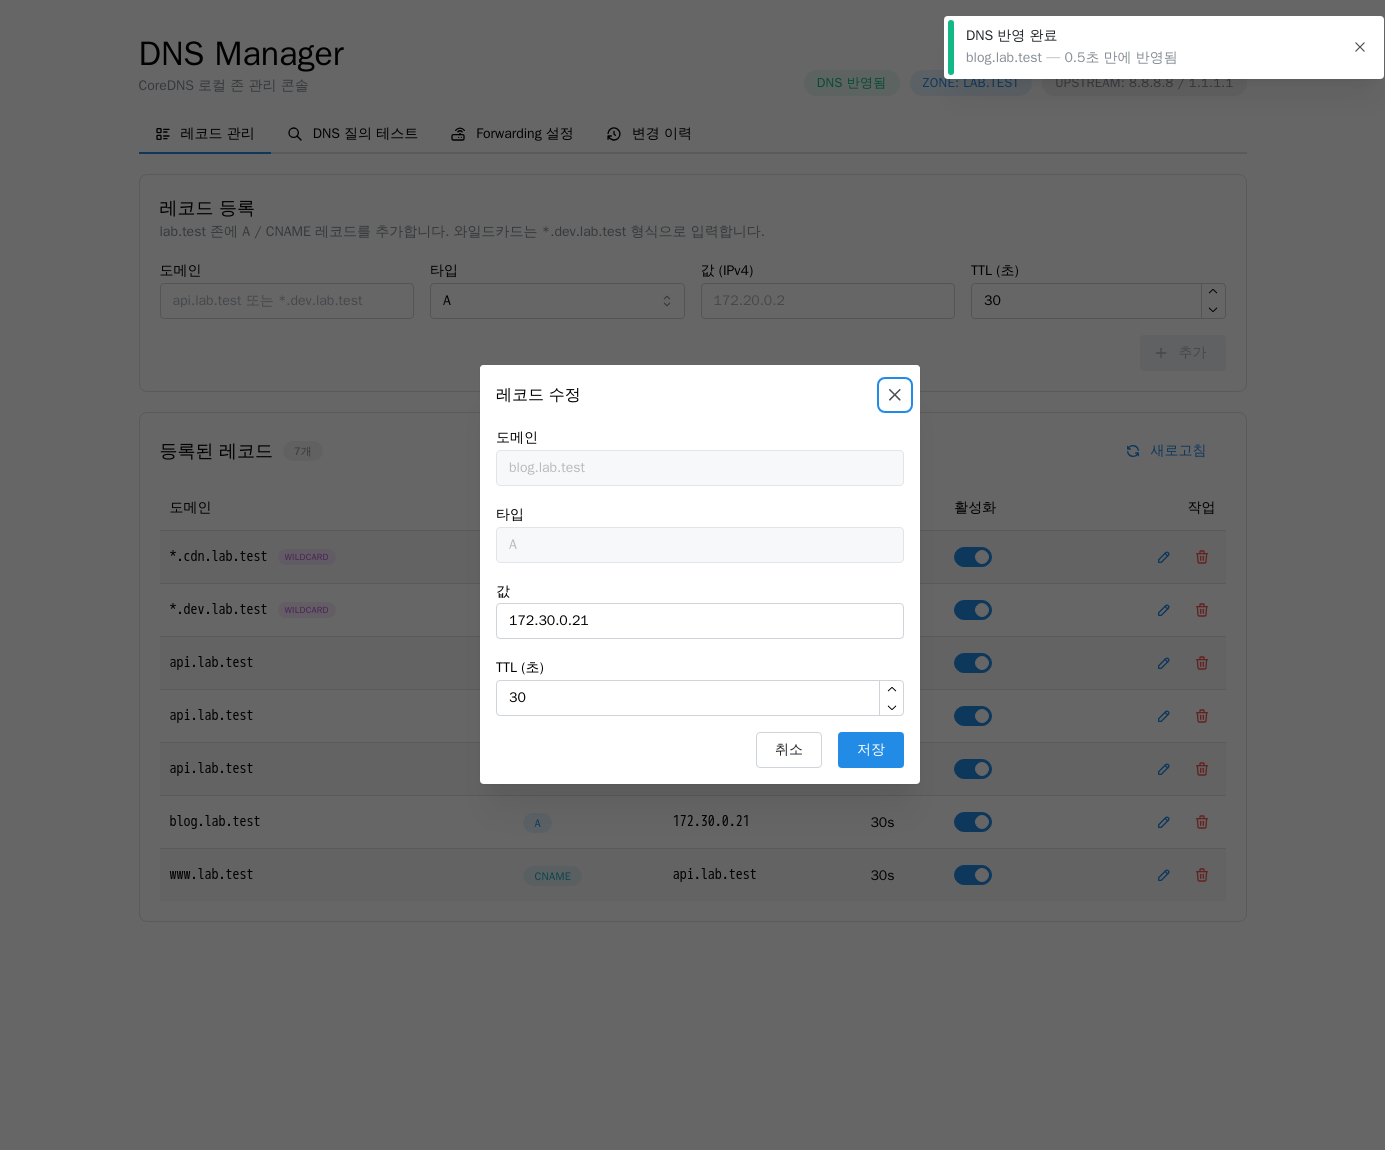 DNS Manager
CoreDNS 로컬 존 관리 콘솔
DNS 반영 완료
blog.lab.test — 0.5초 만에 반영됨
DNS 반영됨
ZONE: LAB.TEST
UPSTREAM: 8.8.8.8 / 1.1.1.1
레코드 관리
DNS 질의 테스트
Forwarding 설정
변경 이력
레코드 등록
lab.test 존에 A / CNAME 레코드를 추가합니다. 와일드카드는 *.dev.lab.test 형식으로 입력합니다.
도메인
타입
값 (IPv4)
TTL (초)
api.lab.test 또는 *.dev.lab.test
A
172.20.0.2
30
추가
등록된 레코드
7개
새로고침
도메인
활성화
작업
*.cdn.lab.test
WILDCARD
*.dev.lab.test
WILDCARD
api.lab.test
api.lab.test
api.lab.test
blog.lab.test
A
172.30.0.21
30s
www.lab.test
CNAME
api.lab.test
30s
레코드 수정
도메인
blog.lab.test
타입
A
값
172.30.0.21
TTL (초)
30
취소
저장